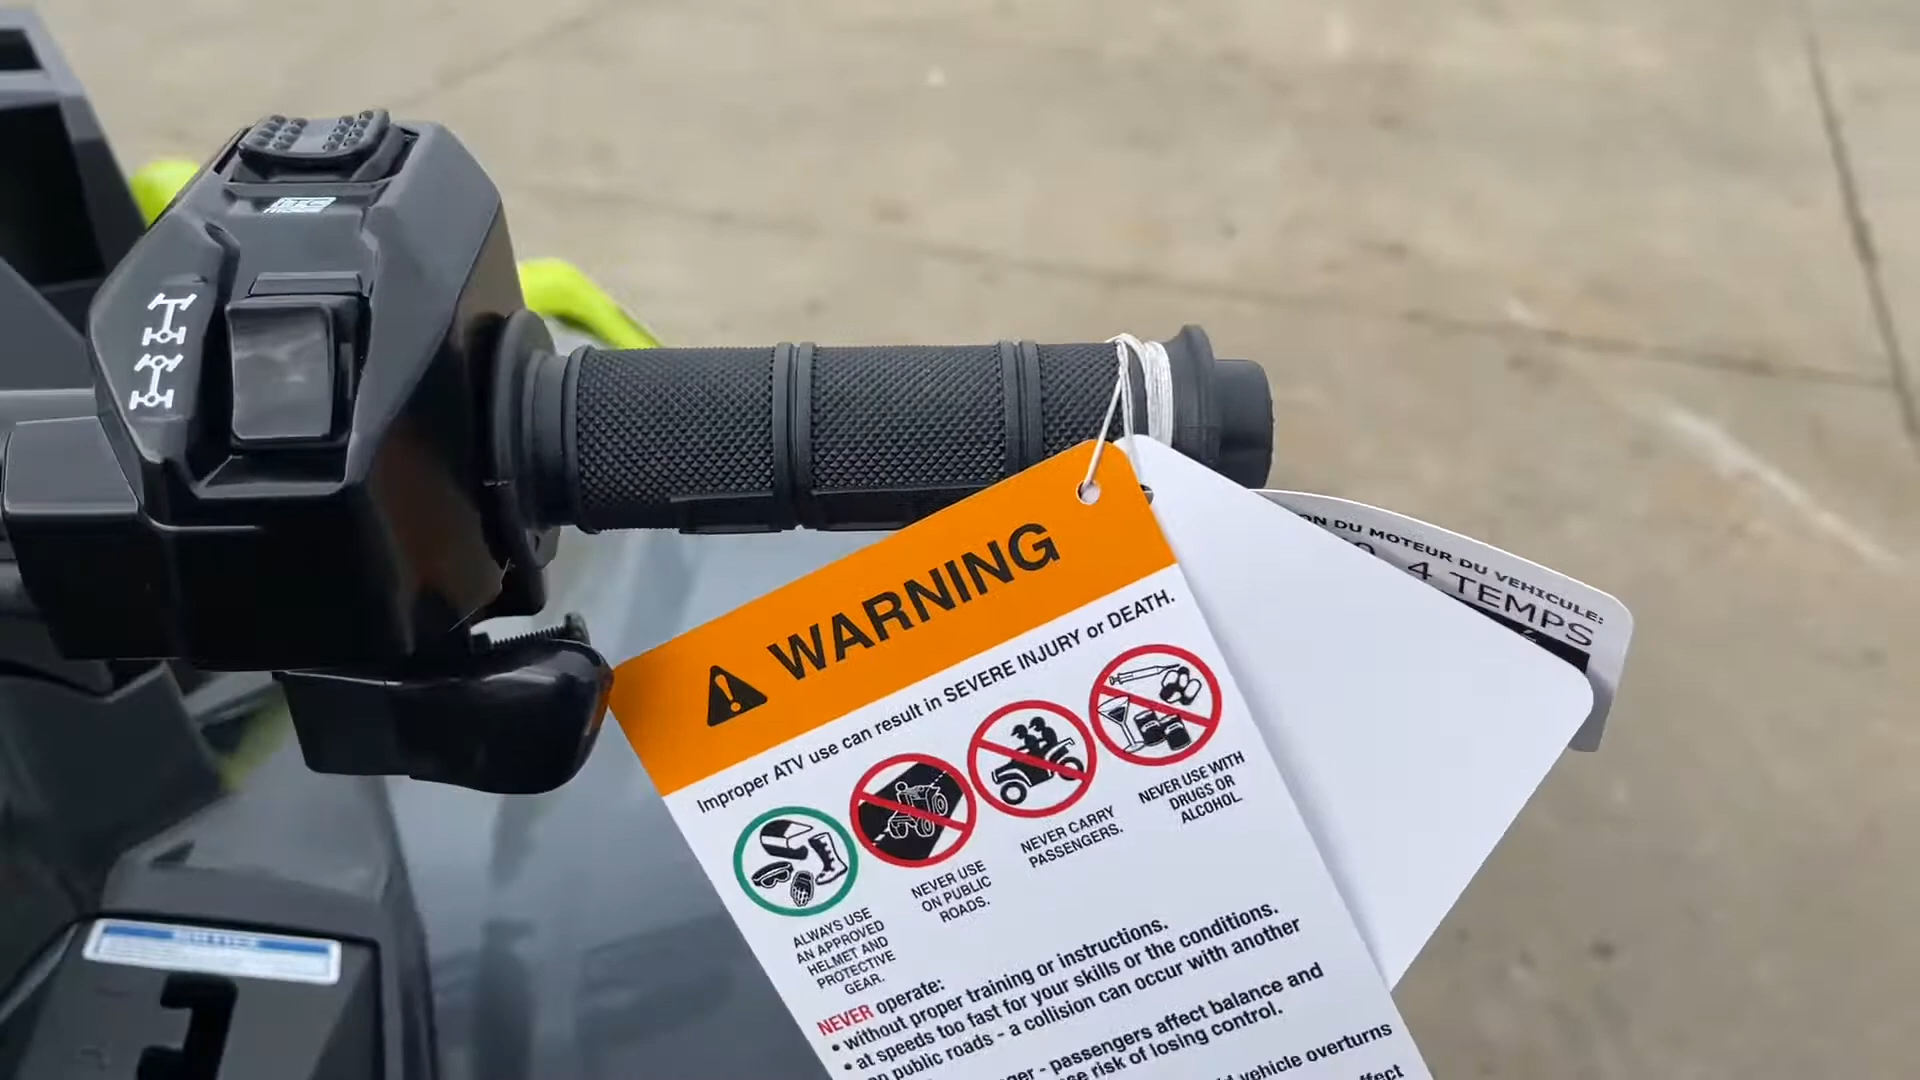 WARNING
Improper ATV use can result in SEVERE INJURY or DEATH.
ALWAYS USE
AN APPROVED
HELMET AND
PROTECTIVE
GEAR.
NEVER USE
ON PUBLIC
ROADS.
NEVER CARRY
PASSENGERS.
NEVER USE WITH
DRUGS OR
ALCOHOL.
NEVER operate:
• without proper training or instructions.
• at speeds too fast for your skills or the conditions.
on public roads - a collision can occur with another
- passengers affect balance and
risk of losing control.
vehicle overturns
DU MOTEUR DU VEHICULE:
4 TEMPS